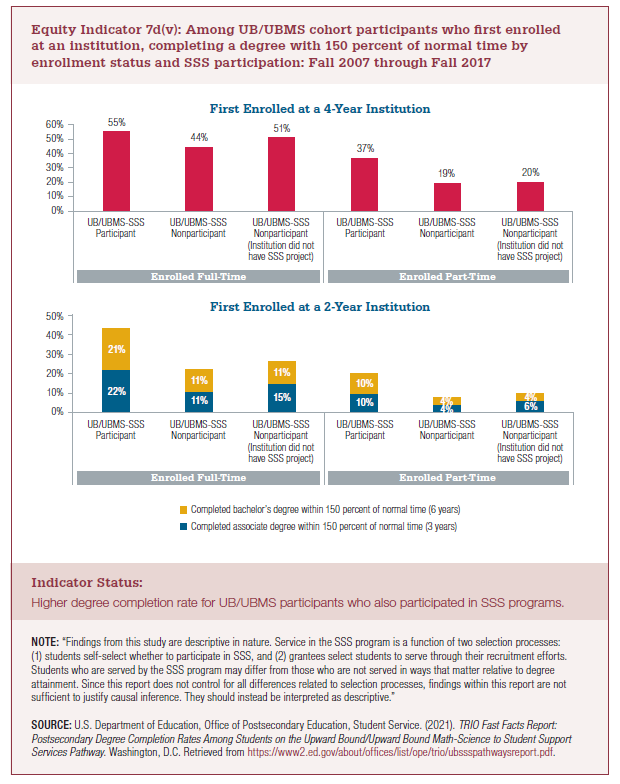 Equity Indicator 7d(v): Among UB/UBMS cohort participants who first enrolled
at an institution, completing a degree with 150 percent of normal time by
enrollment status and SSS participation: Fall 2007 through Fall 2017
First Enrolled at a 4-Year Institution
60%
50%
40%
30%
20%
10%
0%
55%
44%
51%
37%
19%
20%
UB/UBMS-SSS
Participant
UB/UBMS-SSS
Nonparticipant
UB/UBMS-SSS
Nonparticipant
(Institution did not
have SSS project)
UB/UBMS-SSS
Participant
UB/UBMS-SSS
Nonparticipant
UB/UBMS-SSS
Nonparticipant
(Institution did not
have SSS project)
Enrolled Full-Time
Enrolled Part-Time
First Enrolled at a 2-Year Institution
50%
40%
30%
20%
10%
0%
21%
22%
11%
11%
11%
15%
10%
10%
4%
4%
4%
6%
UB/UBMS-SSS
Participant
UB/UBMS-SSS
Nonparticipant
UB/UBMS-SSS
Nonparticipant
(Institution did not
have SSS project)
UB/UBMS-SSS
Participant
UB/UBMS-SSS
Nonparticipant
UB/UBMS-SSS
Nonparticipant
(Institution did not
have SSS project)
Enrolled Full-Time
Enrolled Part-Time
Completed bachelor's degree within 150 percent of normal time (6 years)
Completed associate degree within 150 percent of normal time (3 years)
Indicator Status:
Higher degree completion rate for UB/UBMS participants who also participated in SSS programs.
NOTE: "Findings from this study are descriptive in nature. Service in the SSS program is a function of two selection processes:
(1) students self-select whether to participate in SSS, and (2) grantees select students to serve through their recruitment efforts.
Students who are served by the SSS program may differ from those who are not served in ways that matter relative to degree
attainment. Since this report does not control for all differences related to selection processes, findings within this report are not
sufficient to justify causal inference. They should instead be interpreted as descriptive."
SOURCE: U.S. Department of Education, Office of Postsecondary Education, Student Service. (2021). TRIO Fast Facts Report:
Postsecondary Degree Completion Rates Among Students on the Upward Bound/Upward Bound Math-Science to Student Support
Services Pathway. Washington, D.C. Retrieved from https://www2.ed.gov/about/offices/list/ope/trio/ubssspathwaysreport.pdf.